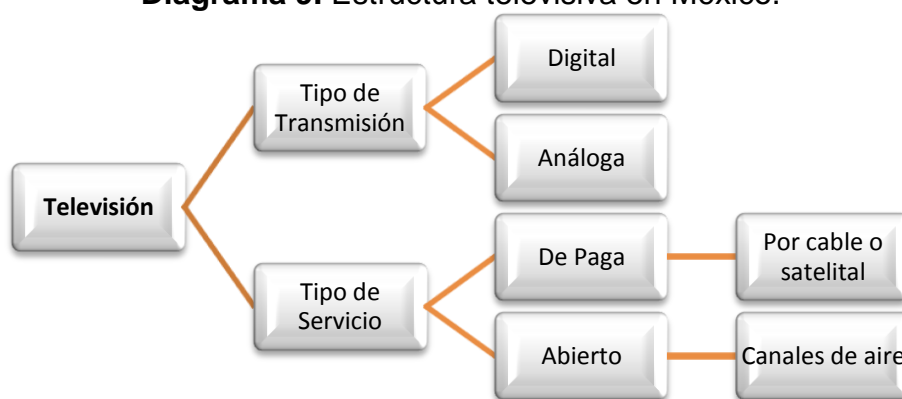 Diagrama 3. Estructura televisiva en México.
Digital
Tipo de
Transmisión
Análoga
Televisión
De Paga
Por cable o
satelital
Tipo de
Servicio
Abierto
Canales de aire